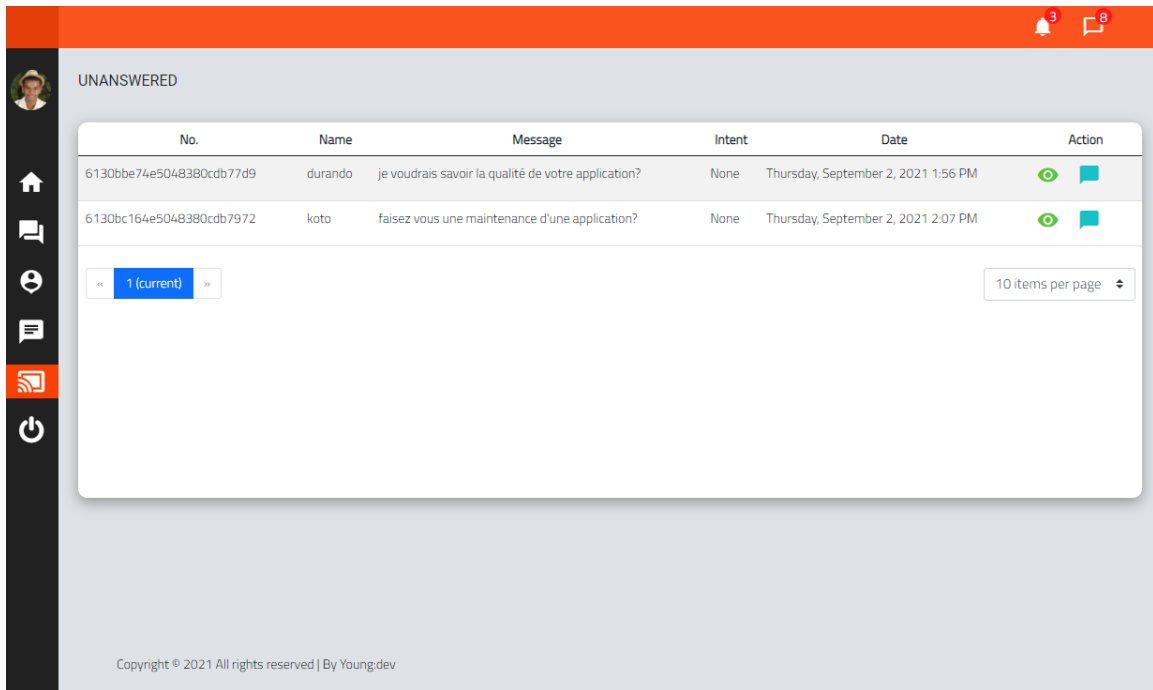 3 8
UNANSWERED
No. Name Message Intent Date Action
6130bbe74e5048380cdb77d9 durando je voudrais savoir la qualité de votre application? None Thursday, September 2, 2021 1:56 PM
6130bc164e5048380cdb7972 koto faisez vous une maintenance d'une application? None Thursday, September 2, 2021 2:07 PM
« 1 (current) » 10 items per page
Copyright © 2021 All rights reserved | By Young:dev